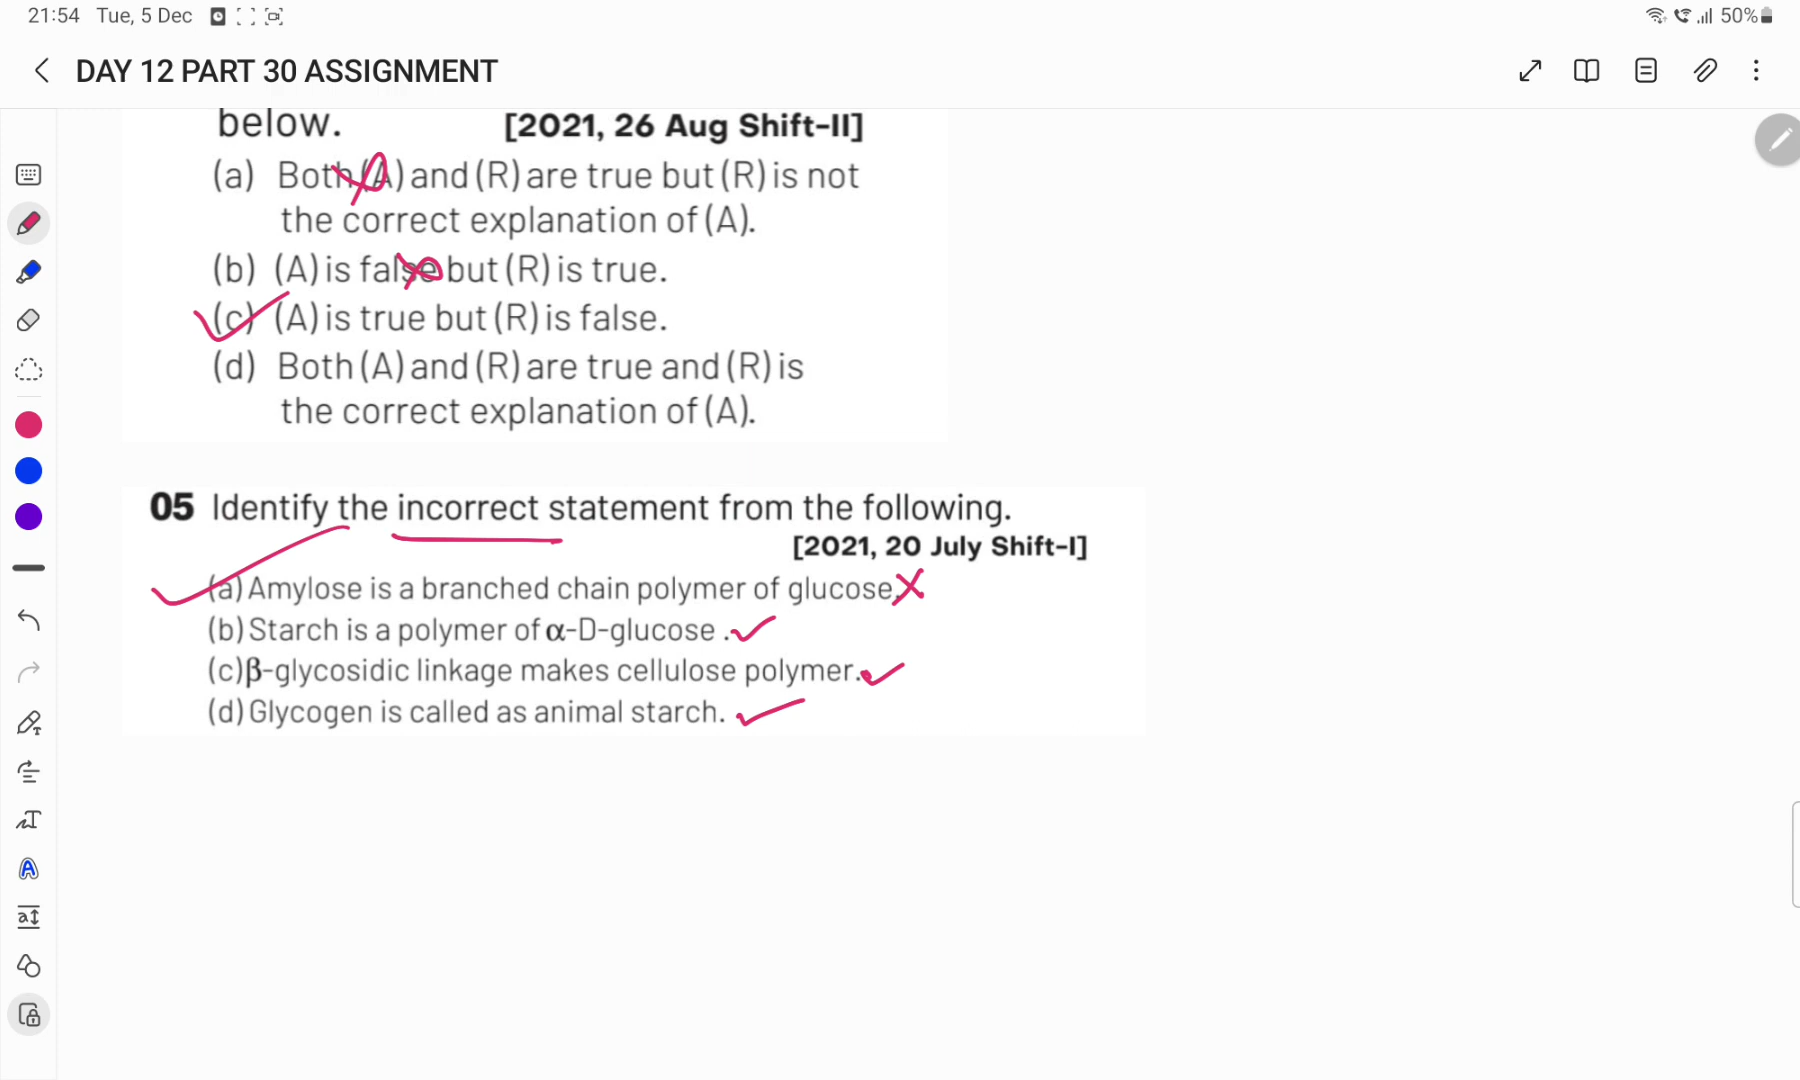 21:54 Tue, 5 Dec
50%
DAY 12 PART 30 ASSIGNMENT
below. [2021, 26 Aug Shift-II]
(a) Both (A) and (R) are true but (R) is not
the correct explanation of (A).
(b) (A) is false but (R) is true.
(c) (A) is true but (R) is false.
(d) Both (A) and (R) are true and (R) is
the correct explanation of (A).
05 Identify the incorrect statement from the following.
[2021, 20 July Shift-I]
(a) Amylose is a branched chain polymer of glucose.
(b) Starch is a polymer of α-D-glucose .
(c) β-glycosidic linkage makes cellulose polymer.
(d) Glycogen is called as animal starch.